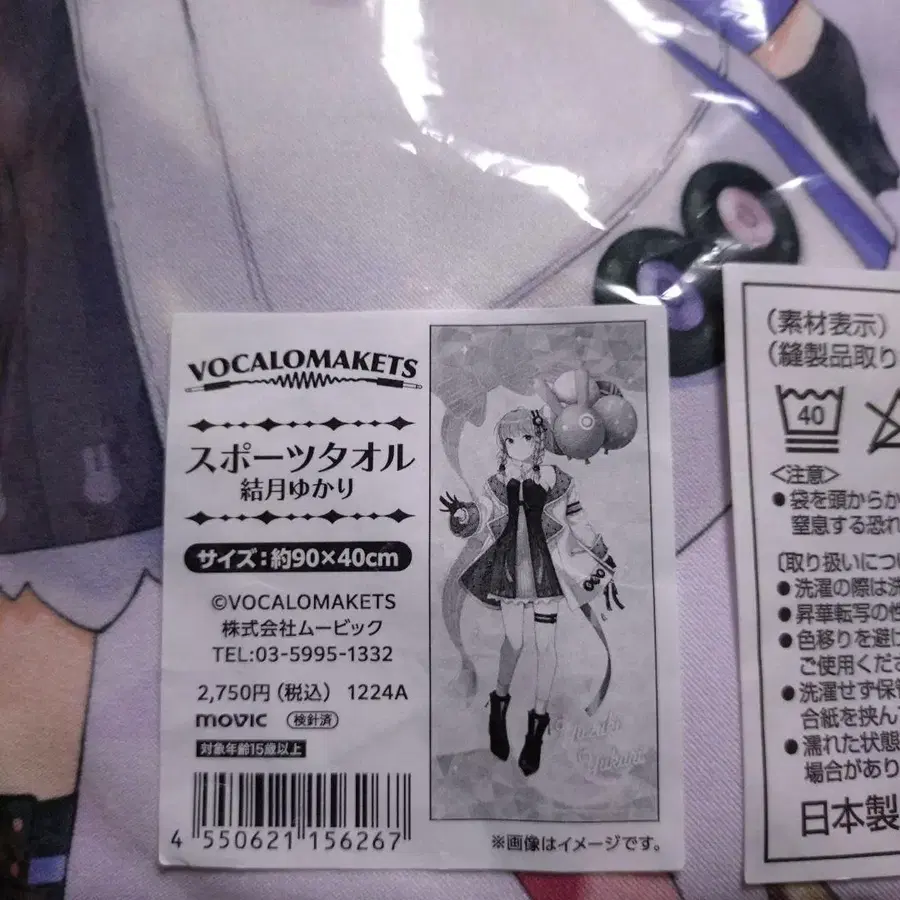 VOCALOMAKETS
スポーツタオル
結月ゆかり
サイズ:約90×40cm
©VOCALOMAKETS
株式会社ムービック
TEL:03-5995-1332
2,750円(税込) 1224A
movic 検針済
対象年齢15歳以上
4 550621 156267
Yuzuki
Yukari
※画像はイメージです。
(素材表示)
(縫製品取り
40
<注意>
●袋を頭からか
窒息する恐れ
〔取り扱いにつ
●洗濯の際は洗
●昇華転写の性
●色移りを避け
ご使用くださ
●洗濯せず保管
合紙を挟ん
●濡れた状態
場合があり
日本製